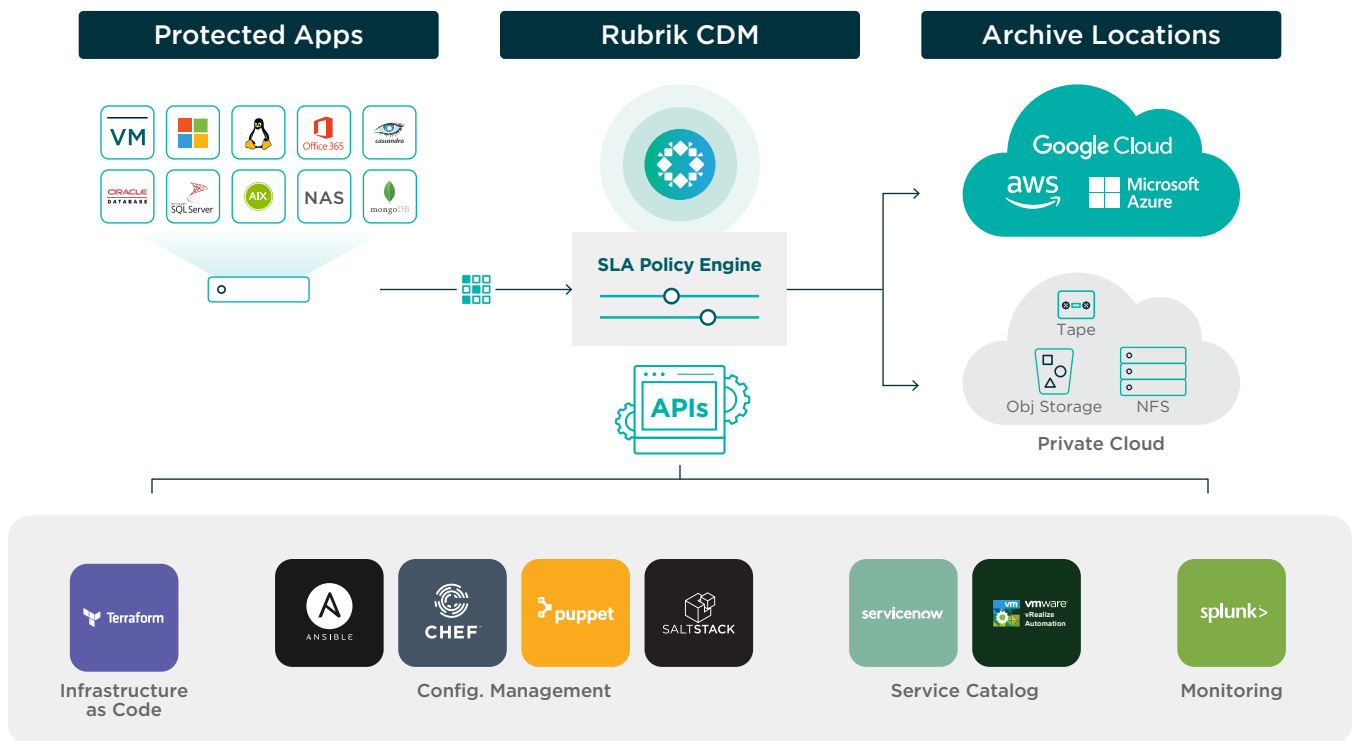 Protected Apps
Rubrik CDM
Archive Locations
VM
Office 365
cassandra
ORACLE
DATABASE
SQL Server
AIX
NAS
mongoDB
SLA Policy Engine
APIs
Google Cloud
aws
Microsoft
Azure
Tape
Obj Storage
NFS
Private Cloud
Terraform
Infrastructure
as Code
ANSIBLE
CHEF
puppet
SALTSTACK
Config. Management
servicenow
vm
vmware
vRealize
Automation
Service Catalog
splunk>
Monitoring